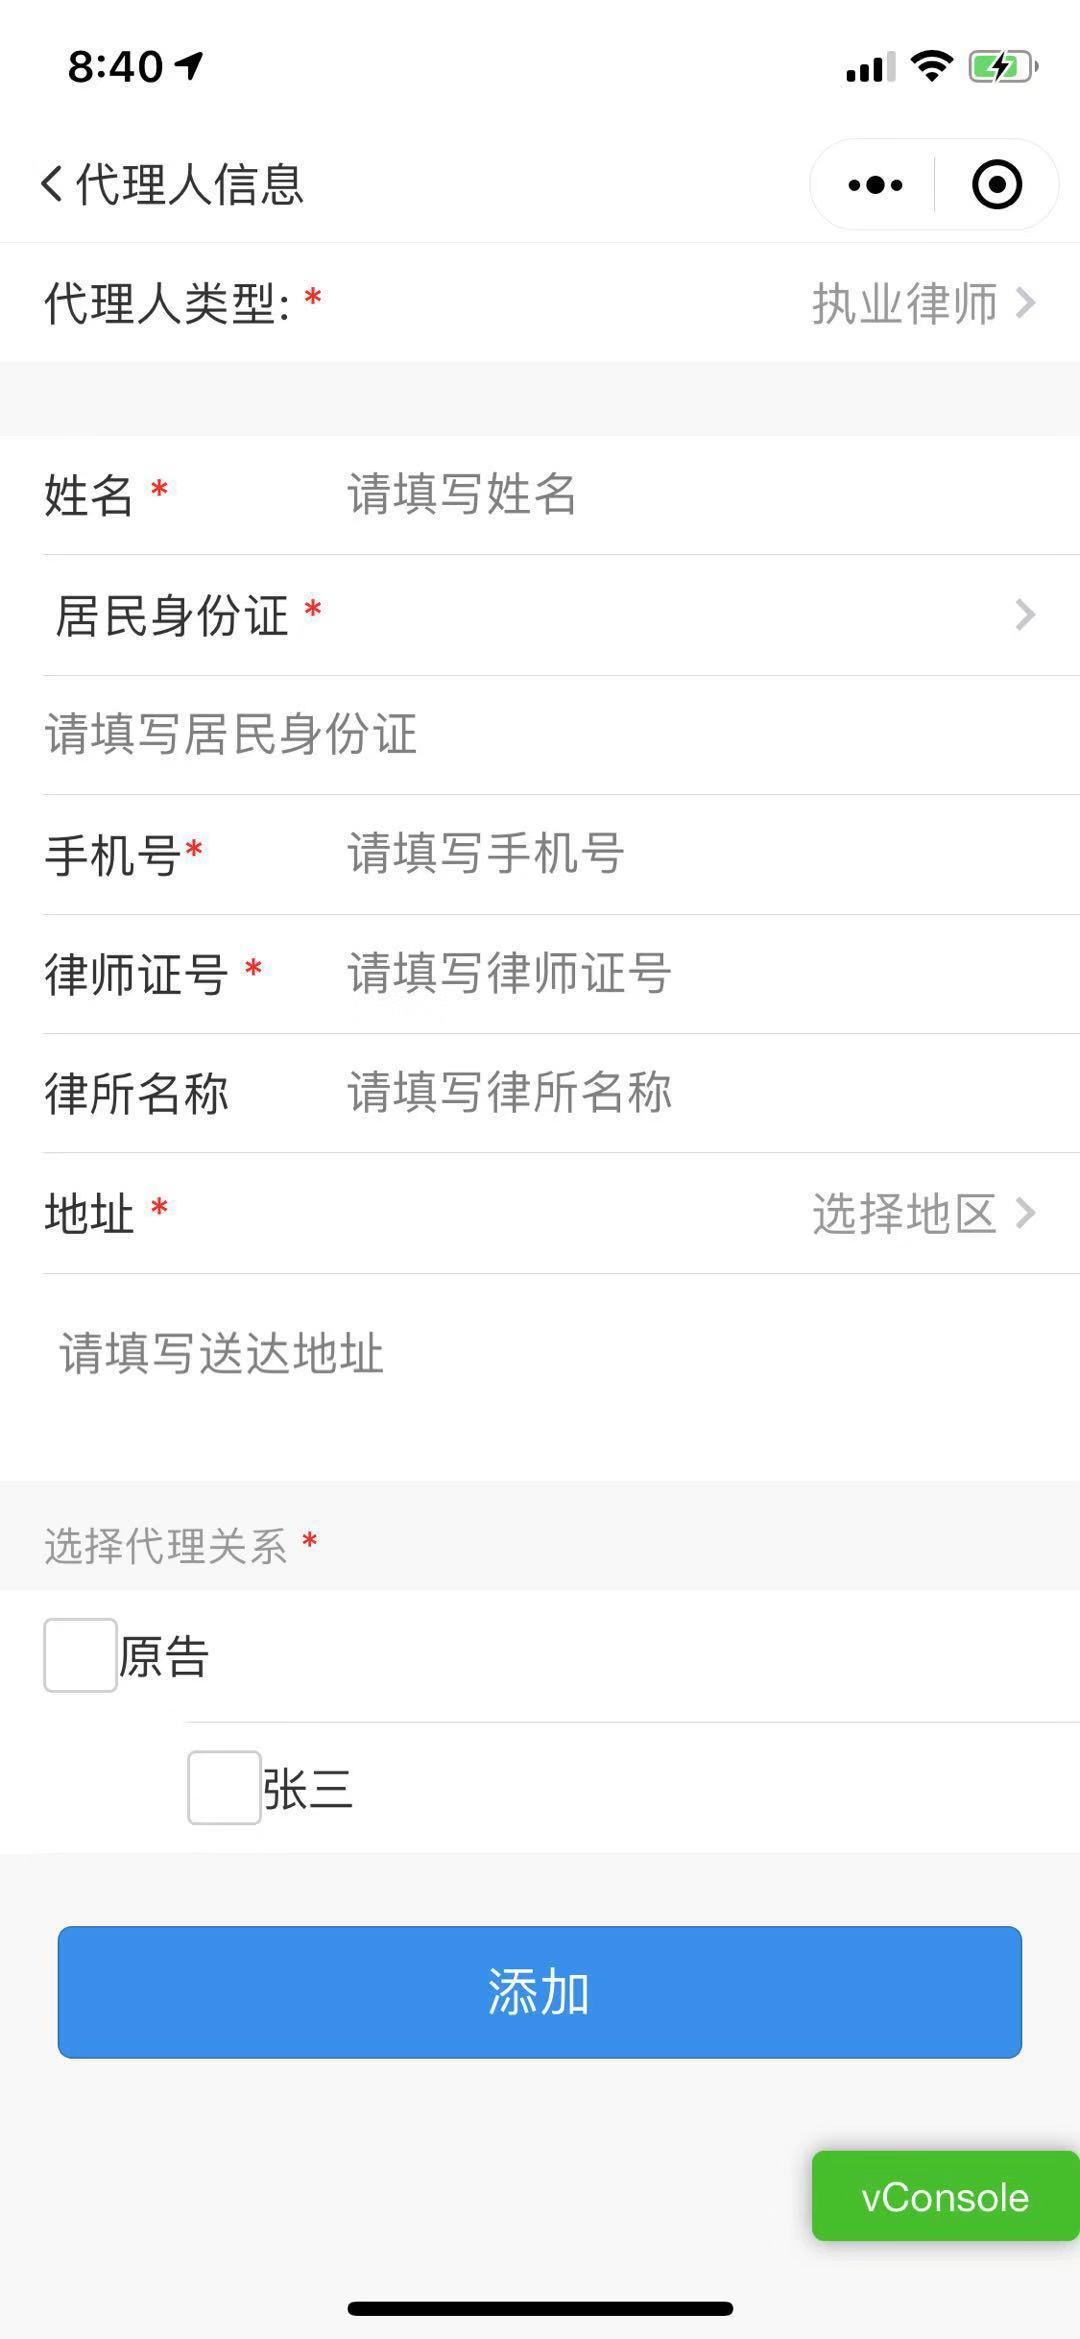 8:40
代理人信息
代理人类型: * 执业律师
姓名 * 请填写姓名
居民身份证 *
请填写居民身份证
手机号* 请填写手机号
律师证号 * 请填写律师证号
律所名称 请填写律所名称
地址 * 选择地区
请填写送达地址
选择代理关系 *
原告
张三
添加
vConsole